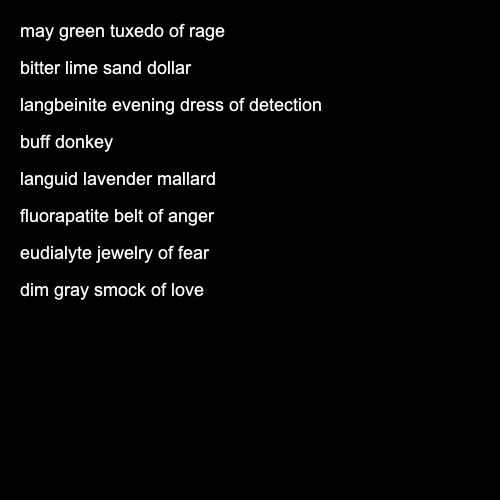 may green tuxedo of rage
bitter lime sand dollar
langbeinite evening dress of detection
buff donkey
languid lavender mallard
fluorapatite belt of anger
eudialyte jewelry of fear
dim gray smock of love